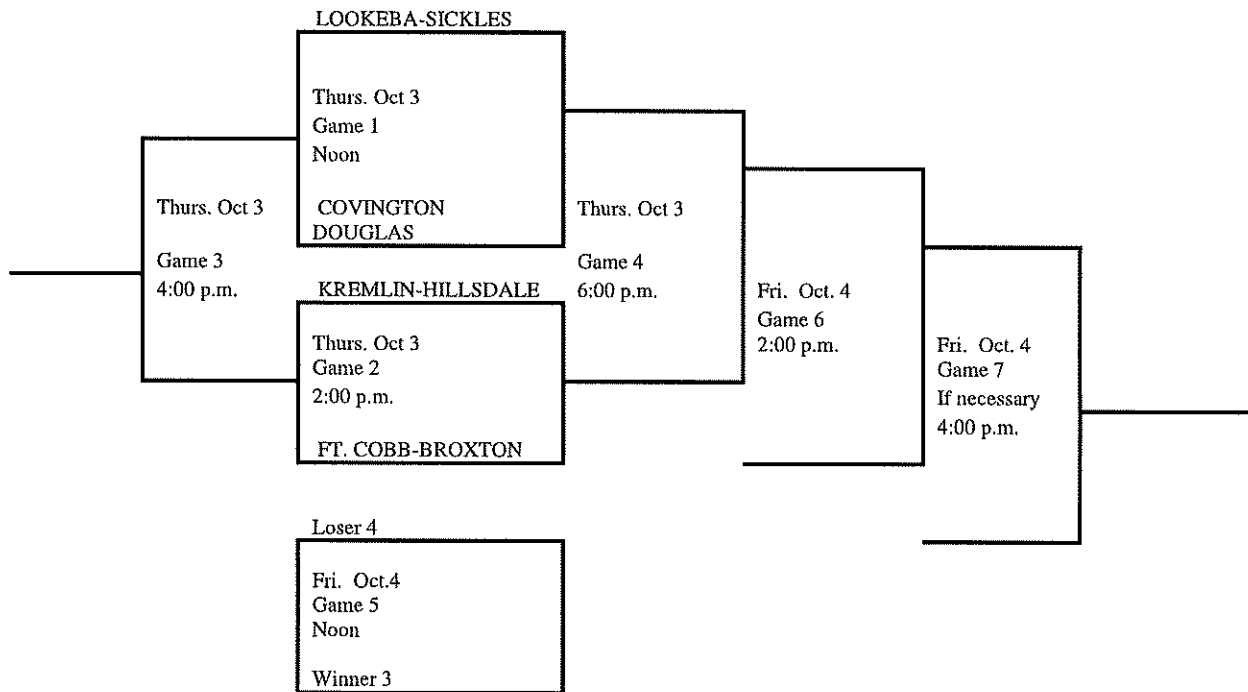 LOOKEBA-SICKLES
Thurs. Oct 3
Game 1
Noon
COVINGTON
DOUGLAS
Thurs. Oct 3
Game 3
4:00 p.m.
KREMLIN-HILLSDALE
Thurs. Oct 3
Game 2
2:00 p.m.
FT. COBB-BROXTON
Thurs. Oct 3
Game 4
6:00 p.m.
Fri. Oct. 4
Game 6
2:00 p.m.
Fri. Oct. 4
Game 7
If necessary
4:00 p.m.
Loser 4
Fri. Oct.4
Game 5
Noon
Winner 3